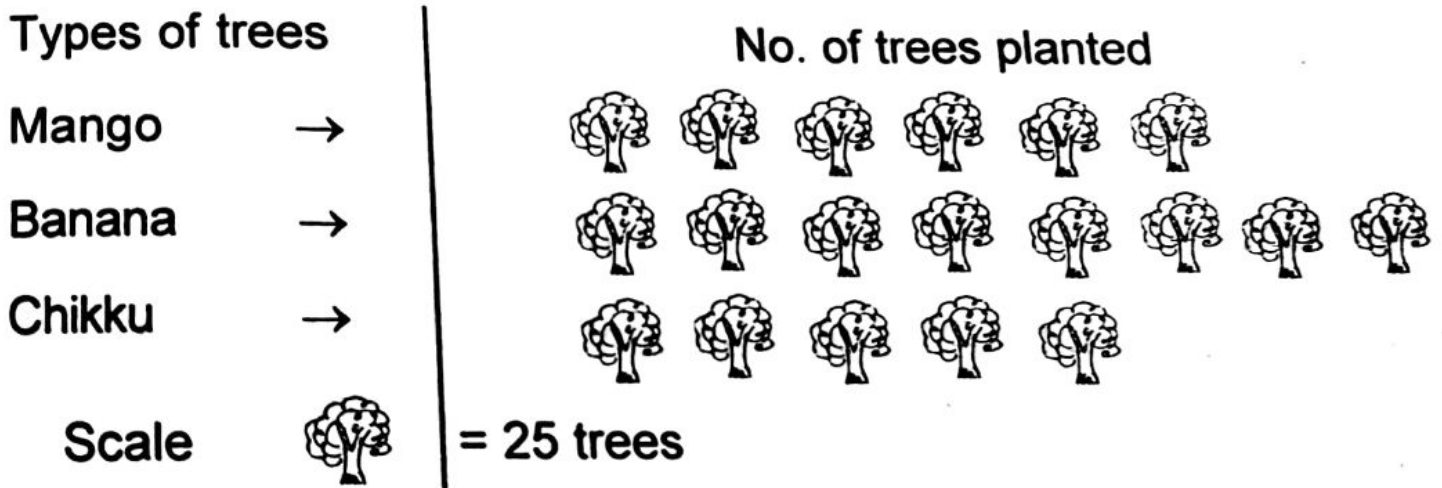 Types of trees No. of trees planted
Mango →
Banana →
Chikku →
Scale = 25 trees